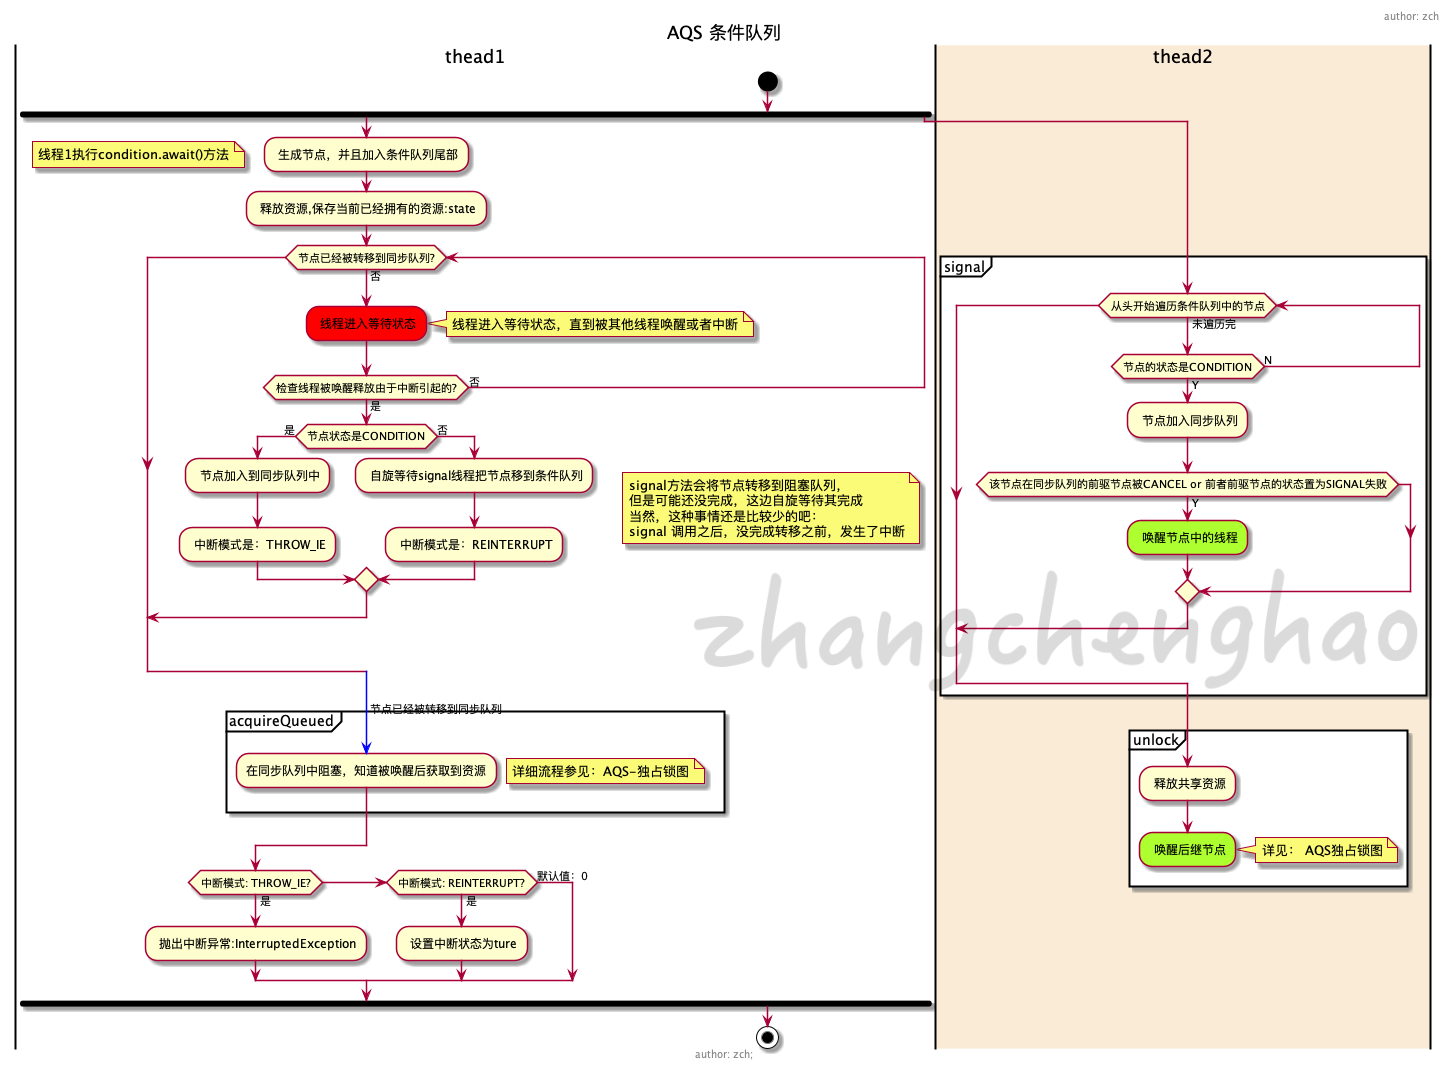 author: zch
AQS 条件队列
thead1
thead2
线程1执行condition.await()方法
生成节点，并且加入条件队列尾部
释放资源,保存当前已经拥有的资源:state
节点已经被转移到同步队列?
否
线程进入等待状态
线程进入等待状态，直到被其他线程唤醒或者中断
检查线程被唤醒释放由于中断引起的?
否
是
节点状态是CONDITION
是
否
节点加入到同步队列中
自旋等待signal线程把节点移到条件队列
中断模式是：THROW_IE
中断模式是：REINTERRUPT
signal方法会将节点转移到阻塞队列，
但是可能还没完成，这边自旋等待其完成
当然，这种事情还是比较少的吧：
signal 调用之后，没完成转移之前，发生了中断
节点已经被转移到同步队列
acquireQueued
在同步队列中阻塞，知道被唤醒后获取到资源
详细流程参见：AQS-独占锁图
中断模式: THROW_IE?
是
中断模式: REINTERRUPT?
是
默认值：0
抛出中断异常:InterruptedException
设置中断状态为ture
signal
从头开始遍历条件队列中的节点
未遍历完
节点的状态是CONDITION
N
Y
节点加入同步队列
该节点在同步队列的前驱节点被CANCEL or 前者前驱节点的状态置为SIGNAL失败
Y
唤醒节点中的线程
zhangchenghao
unlock
释放共享资源
唤醒后继节点
详见： AQS独占锁图
author: zch;